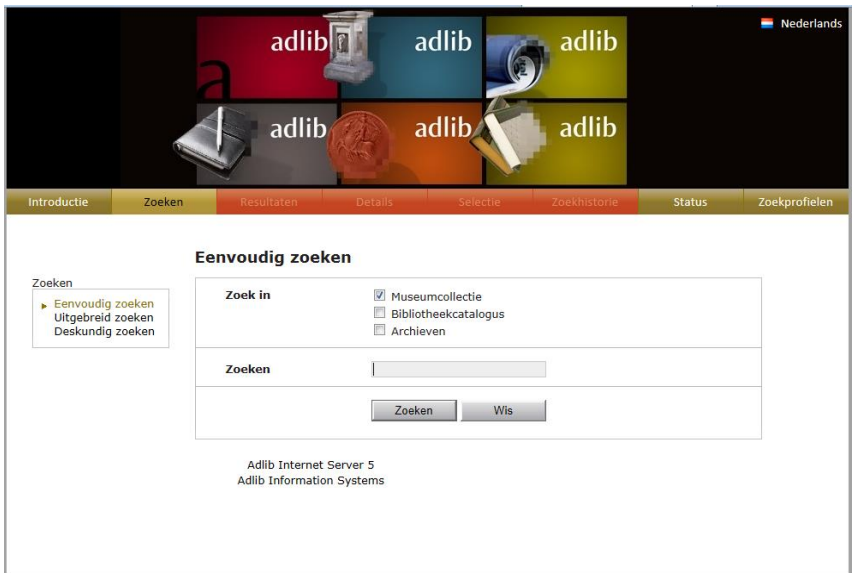 Nederlands
adlib adlib adlib
a
adlib adlib adlib
Introductie Zoeken Resultaten Details Selectie Zoekhistorie Status Zoekprofielen
Eenvoudig zoeken
Zoeken
Eenvoudig zoeken
Uitgebreid zoeken
Deskundig zoeken
Zoek in
Museumcollectie
Bibliotheekcatalogus
Archieven
Zoeken
Zoeken Wis
Adlib Internet Server 5
Adlib Information Systems